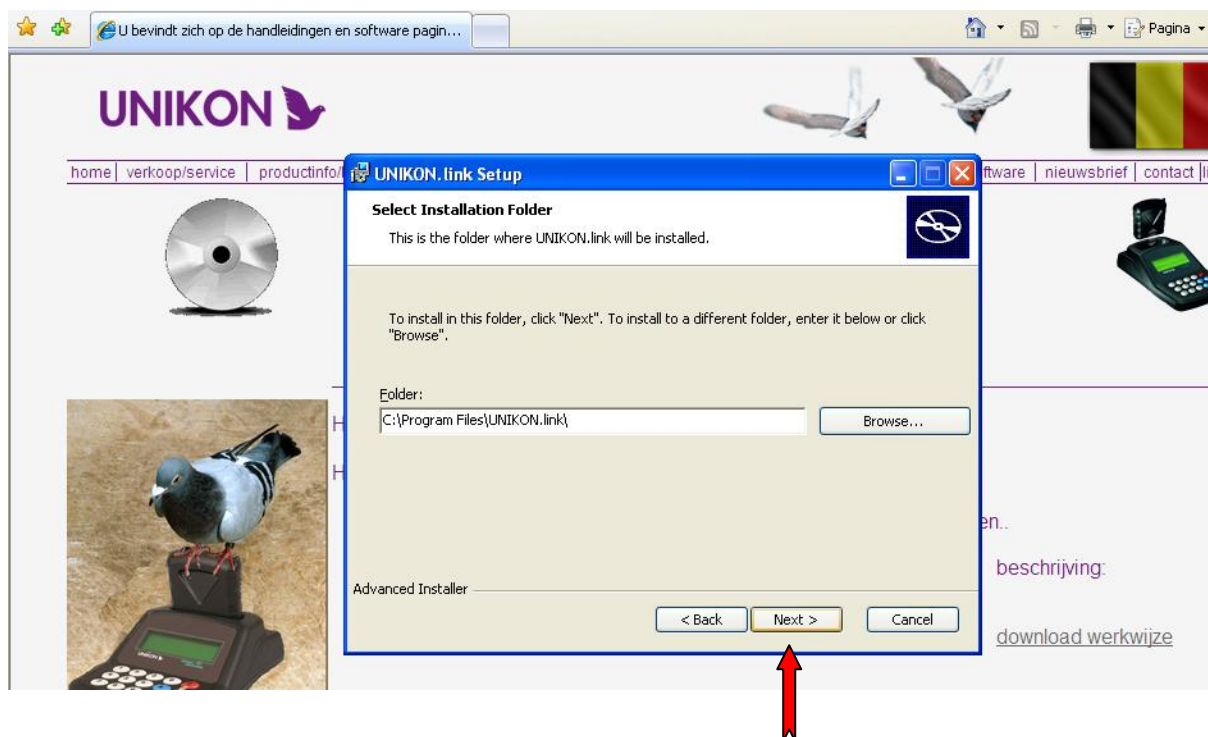 U bevindt zich op de handleidingen en software pagin...
Pagina
UNIKON
home | verkoop/service | productinfo/
ftware | nieuwsbrief | contact |li
UNIKON.link Setup
Select Installation Folder
This is the folder where UNIKON.link will be installed.
To install in this folder, click "Next". To install to a different folder, enter it below or click
"Browse".
Folder:
C:\Program Files\UNIKON.link\
Browse...
H
H
en..
beschrijving:
Advanced Installer
< Back
Next >
Cancel
download werkwijze